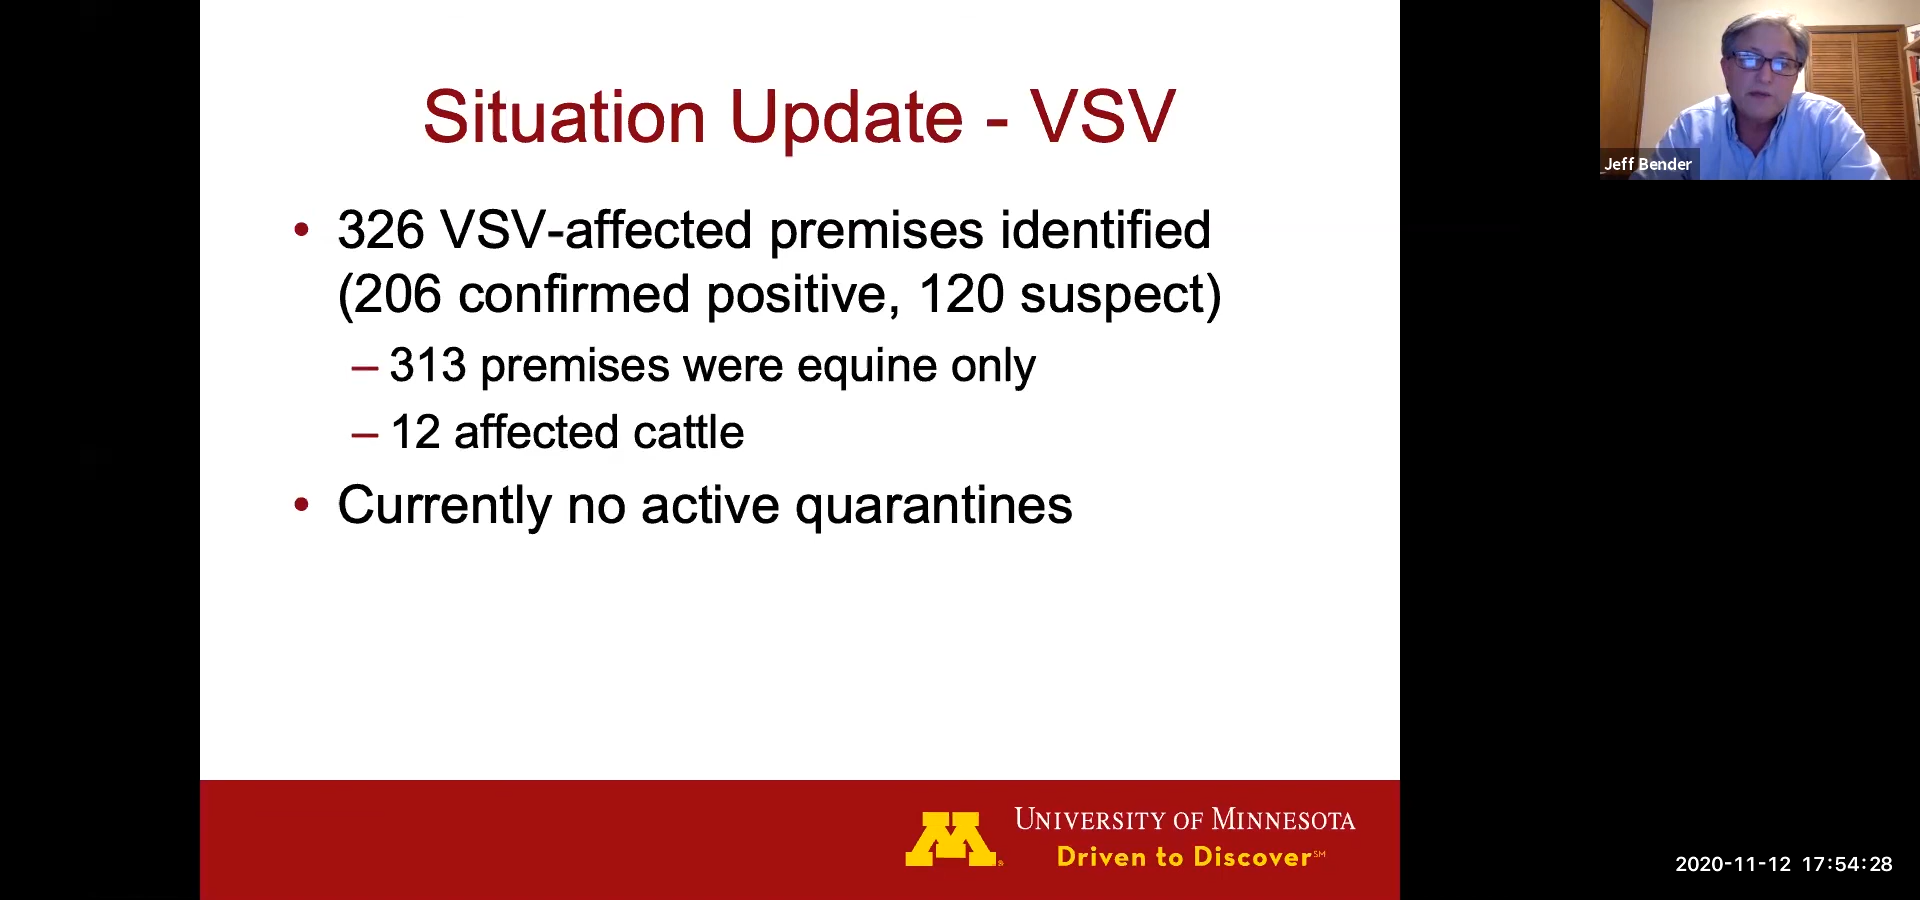 Situation Update - VSV
• 326 VSV-affected premises identified
(206 confirmed positive, 120 suspect)
– 313 premises were equine only
– 12 affected cattle
• Currently no active quarantines
UNIVERSITY OF MINNESOTA
Driven to Discover℠
Jeff Bender
2020-11-12 17:54:28